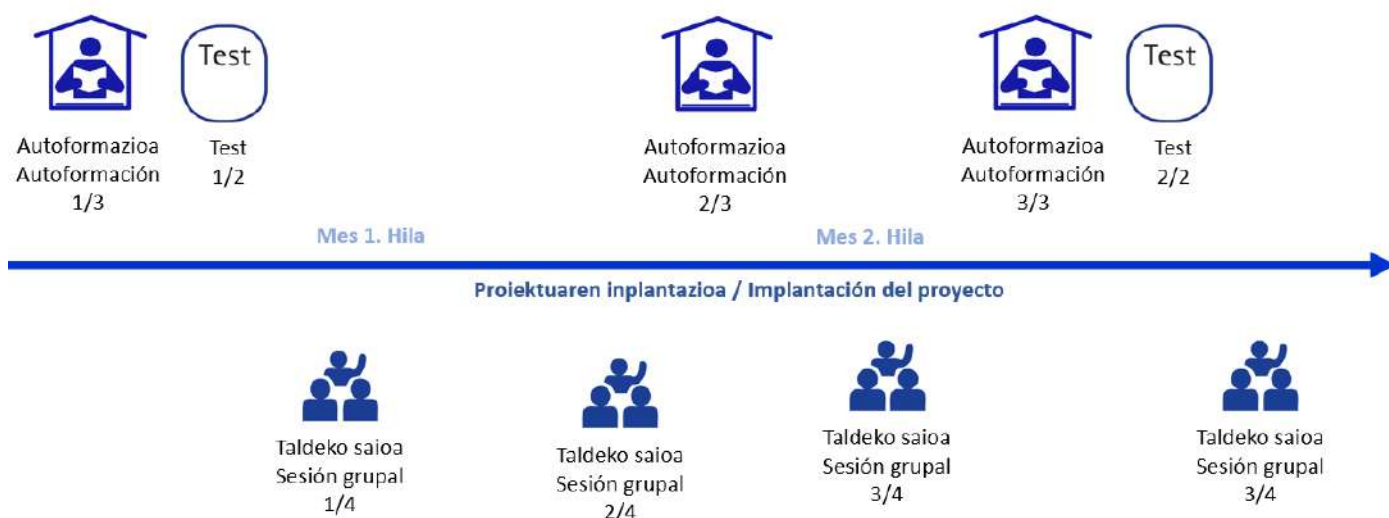 Test
Test
Autoformazioa
Autoformación
1/3
Test
1/2
Autoformazioa
Autoformación
2/3
Autoformazioa
Autoformación
3/3
Test
2/2
Mes 1. Hila
Mes 2. Hila
Proiektuaren inplantazioa / Implantación del proyecto
Taldeko saioa
Sesión grupal
1/4
Taldeko saioa
Sesión grupal
2/4
Taldeko saioa
Sesión grupal
3/4
Taldeko saioa
Sesión grupal
3/4